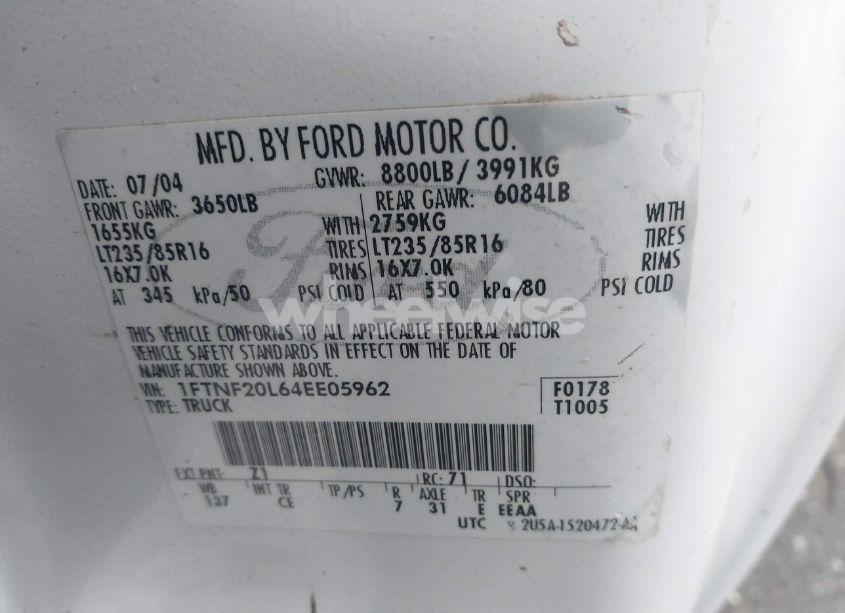 MFD. BY FORD MOTOR CO.
DATE: 07/04 GVWR: 8800LB/ 3991KG
FRONT GAWR: 3650LB REAR GAWR: 6084LB
1655KG WITH 2759KG WITH
LT235/85R16 TIRES LT235/85R16 TIRES
16X7.0K RIMS 16X7.0K RIMS
AT 345 kPa/50 PSI COLD AT 550 kPa/80 PSI COLD
Ford
wheelwise
THIS VEHICLE CONFORMS TO ALL APPLICABLE FEDERAL MOTOR
VEHICLE SAFETY STANDARDS IN EFFECT ON THE DATE OF
MANUFACTURE SHOWN ABOVE.
VIN: 1FTNF20L64EE05962 F0178
TYPE: TRUCK T1005
EXT PNT: Z1 RC: 71 DSO:
WB INT TR TP/PS R AXLE TR SPR
137 CE 7 31 E EEAA
UTC 2U5A-1520472-AA